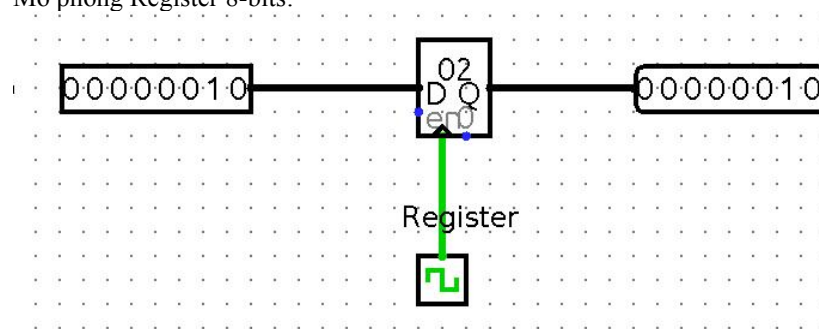 Mô phỏng Register 8-bits:
02
00000010 D Q 00000010
en 0
Register